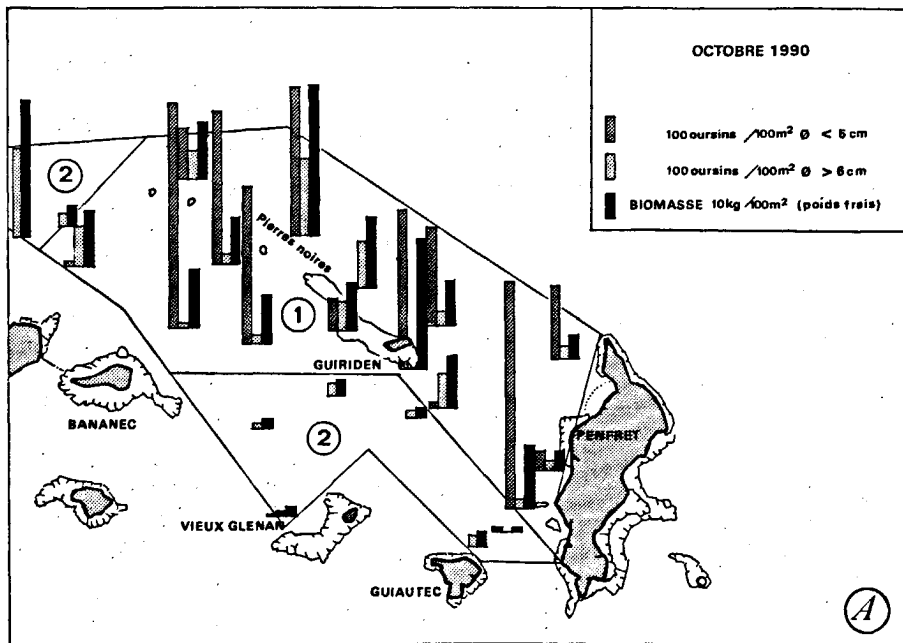 OCTOBRE 1990
100 oursins /100m² Ø < 5 cm
100 oursins /100m² Ø > 6 cm
BIOMASSE 10kg /100m² (poids frais)
2
Pierres noires
1
GUIRIDEN
BANANEC
PENFRET
2
VIEUX GLENAN
GUIAUTEC
A